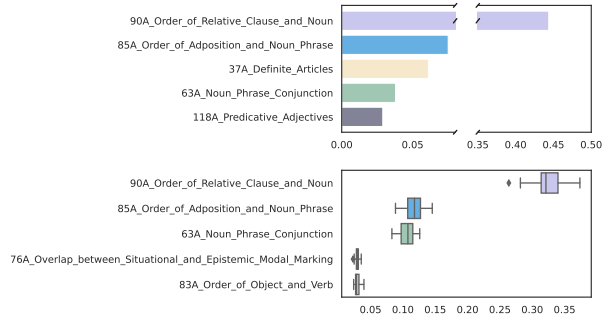 90A_Order_of_Relative_Clause_and_Noun
85A_Order_of_Adposition_and_Noun_Phrase
37A_Definite_Articles
63A_Noun_Phrase_Conjunction
118A_Predicative_Adjectives
0.00 0.05 0.35 0.40 0.45 0.50
90A_Order_of_Relative_Clause_and_Noun
85A_Order_of_Adposition_and_Noun_Phrase
63A_Noun_Phrase_Conjunction
76A_Overlap_between_Situational_and_Epistemic_Modal_Marking
83A_Order_of_Object_and_Verb
0.05 0.10 0.15 0.20 0.25 0.30 0.35